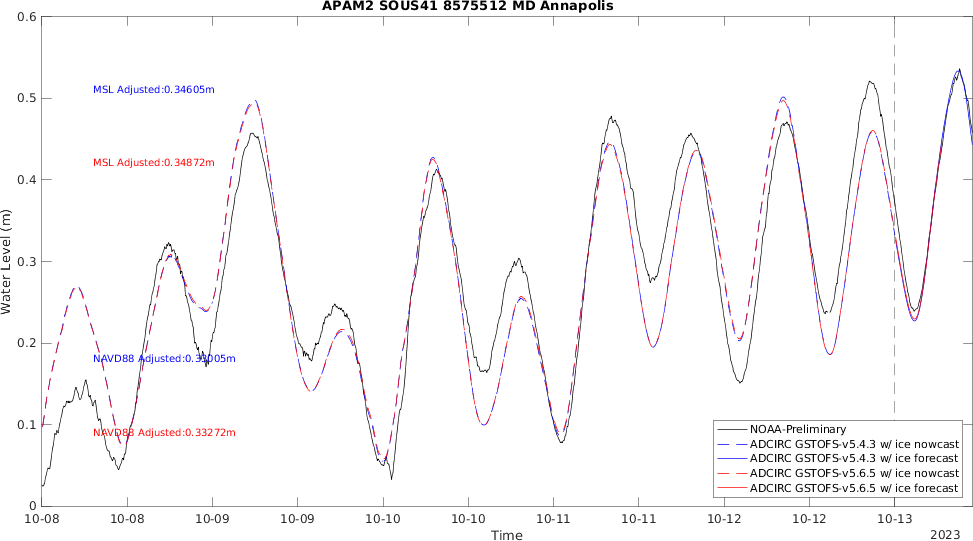 APAM2 SOUS41 8575512 MD Annapolis
0.6
0.5
0.4
0.3
0.2
0.1
0
Water Level (m)
MSL Adjusted:0.34605m
MSL Adjusted:0.34872m
NAVD88 Adjusted:0.33005m
NAVD88 Adjusted:0.33272m
NOAA-Preliminary
ADCIRC GSTOFS-v5.4.3 w/ ice nowcast
ADCIRC GSTOFS-v5.4.3 w/ ice forecast
ADCIRC GSTOFS-v5.6.5 w/ ice nowcast
ADCIRC GSTOFS-v5.6.5 w/ ice forecast
10-08 10-08 10-09 10-09 10-10 10-10 10-11 10-11 10-12 10-12 10-13
Time
2023